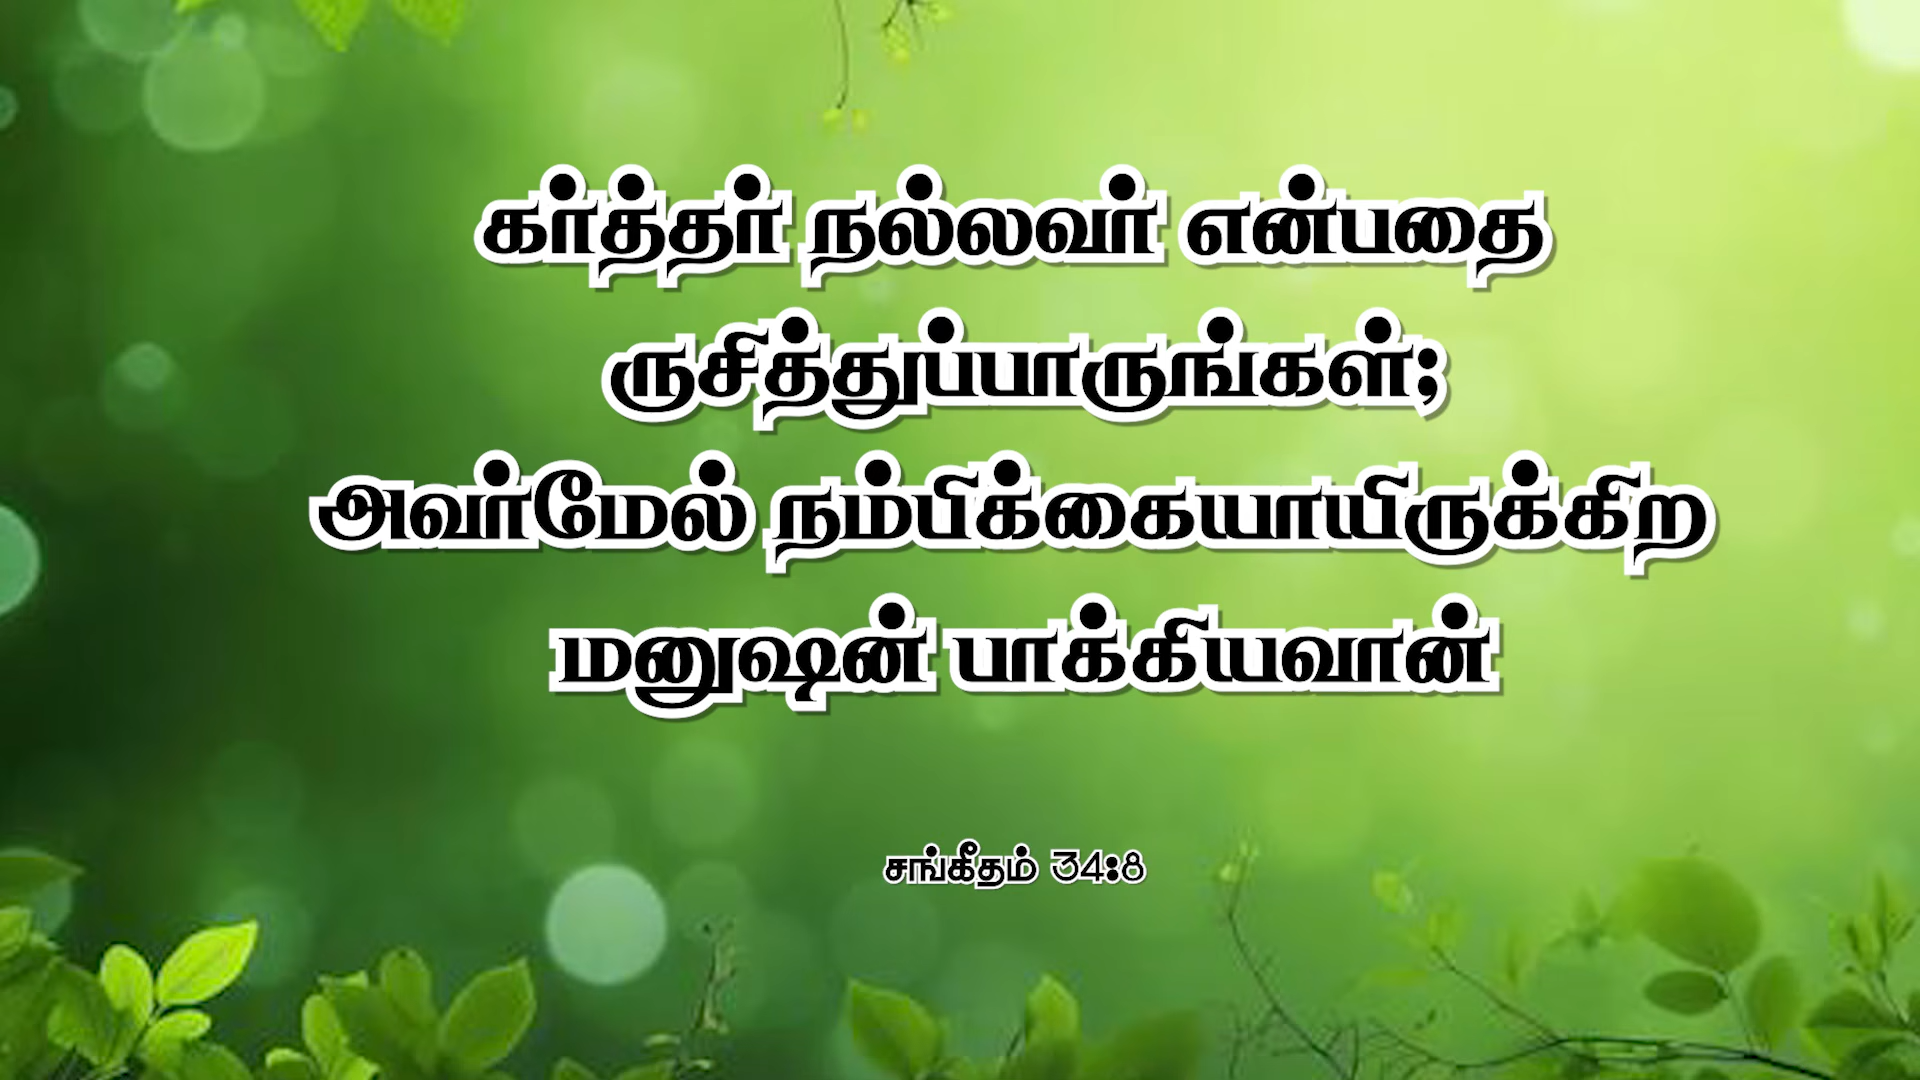 கர்த்தர் நல்லவர் என்பதை
ருசித்துப்பாருங்கள்;
அவர்மேல் நம்பிக்கையாயிருக்கிற
மனுஷன் பாக்கியவான்
சங்கீதம் 34:8